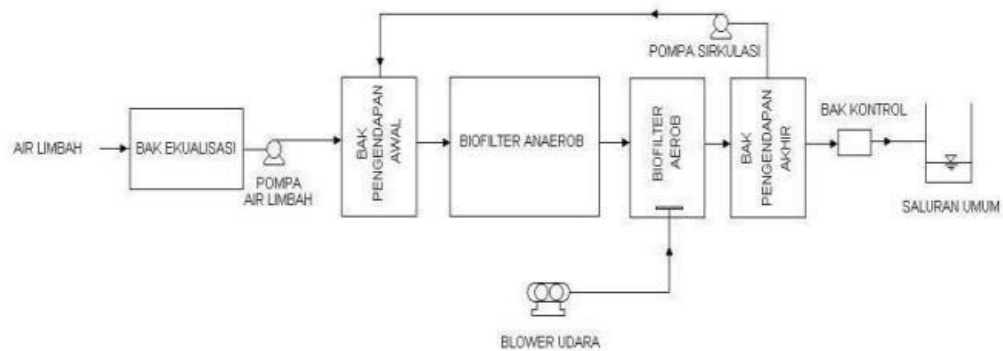 POMPA SIRKULASI
AIR LIMBAH
BAK EKUALISASI
POMPA
AIR LIMBAH
BAK
PENGENDAPAN
AWAL
BIOFILTER ANAEROB
BIOFILTER
AEROB
BAK
PENGENDAPAN
AKHIR
BAK KONTROL
SALURAN UMUM
BLOWER UDARA